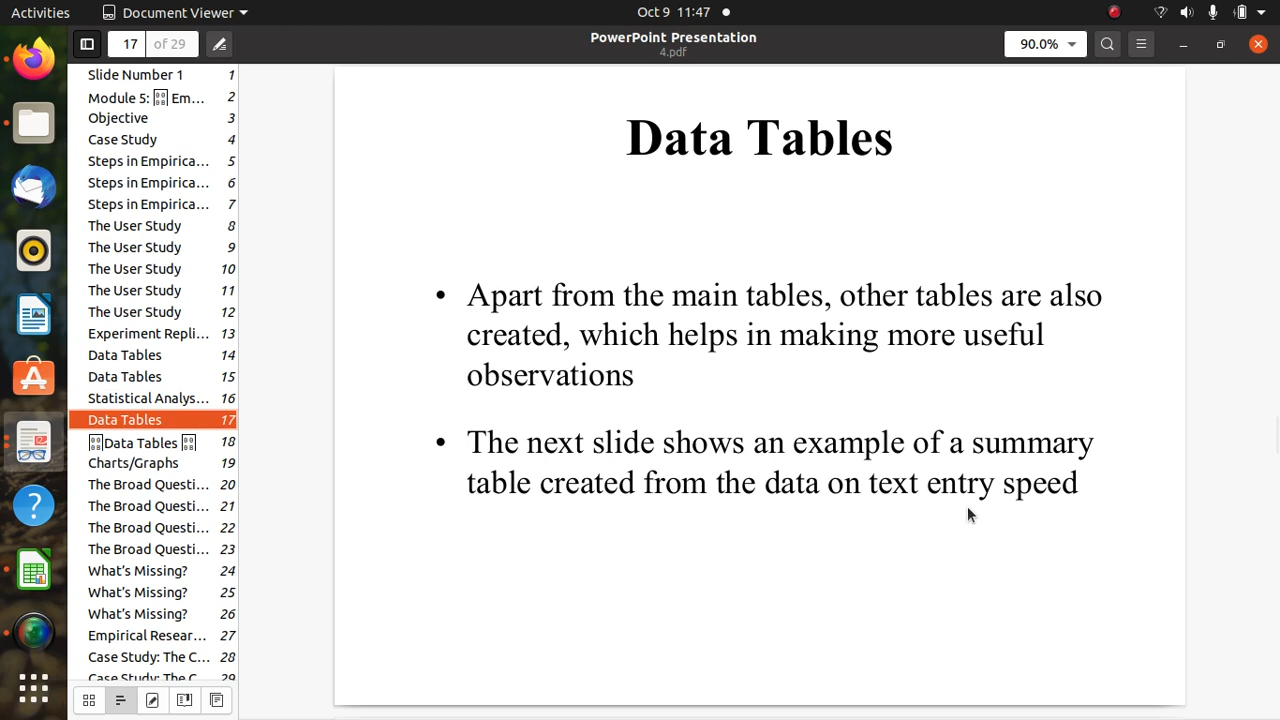 Activities
Document Viewer
Oct 9 11:47
17 of 29
PowerPoint Presentation
4.pdf
90.0%
Slide Number 1 1
Module 5: Em... 2
Objective 3
Case Study 4
Steps in Empirica... 5
Steps in Empirica... 6
Steps in Empirica... 7
The User Study 8
The User Study 9
The User Study 10
The User Study 11
The User Study 12
Experiment Repli... 13
Data Tables 14
Data Tables 15
Statistical Analys... 16
Data Tables 17
Data Tables 18
Charts/Graphs 19
The Broad Questi... 20
The Broad Questi... 21
The Broad Questi... 22
The Broad Questi... 23
What's Missing? 24
What's Missing? 25
What's Missing? 26
Empirical Resear... 27
Case Study: The C... 28
Case Study: The C... 29
Data Tables
• Apart from the main tables, other tables are also
created, which helps in making more useful
observations
• The next slide shows an example of a summary
table created from the data on text entry speed